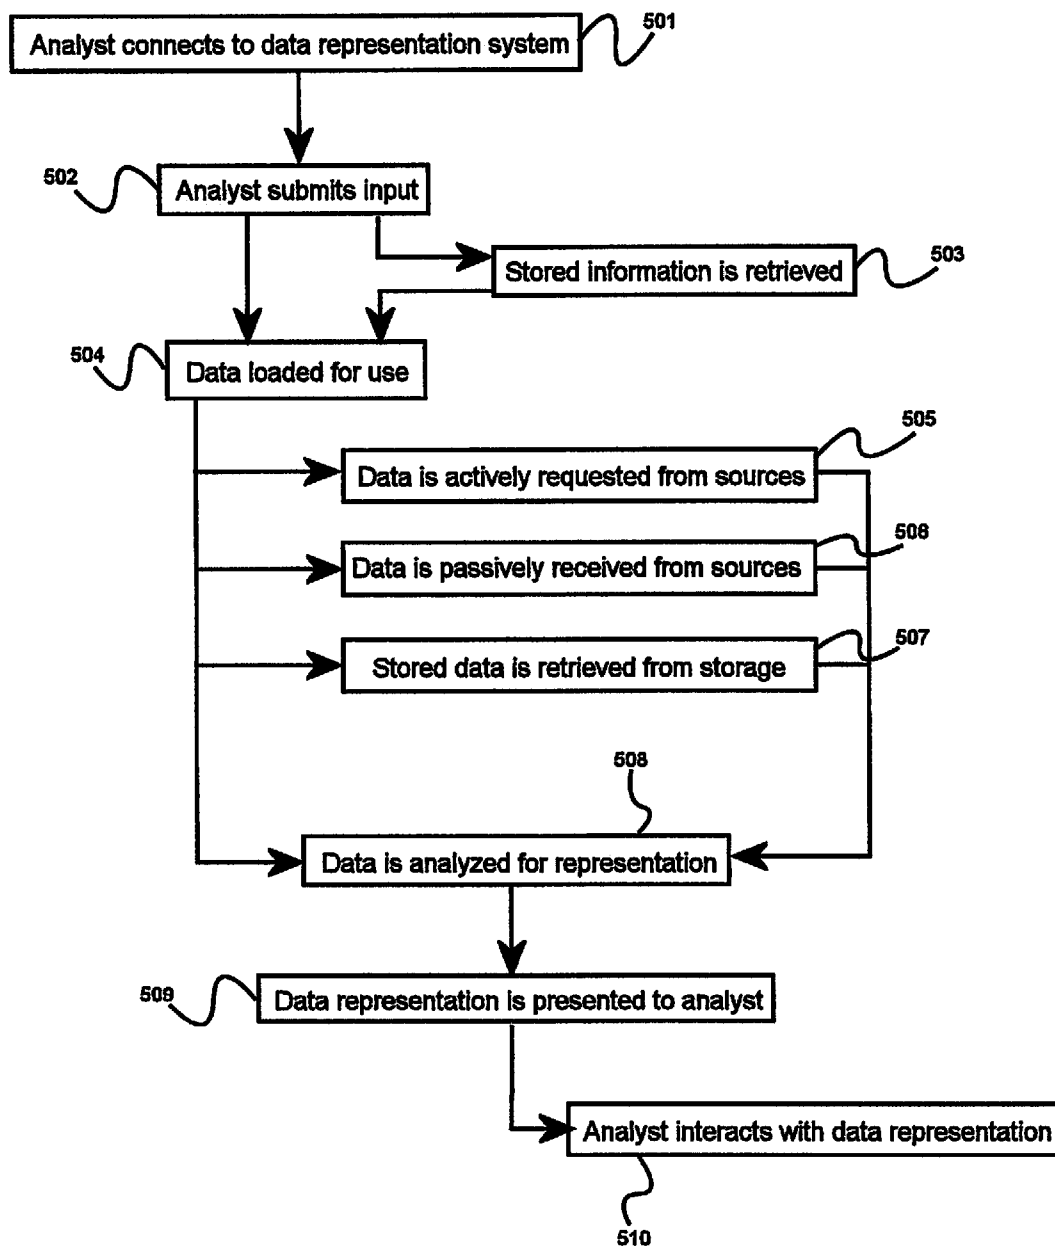 Analyst connects to data representation system
501
502
Analyst submits input
Stored information is retrieved
503
504
Data loaded for use
505
Data is actively requested from sources
506
Data is passively received from sources
507
Stored data is retrieved from storage
508
Data is analyzed for representation
509
Data representation is presented to analyst
Analyst interacts with data representation
510